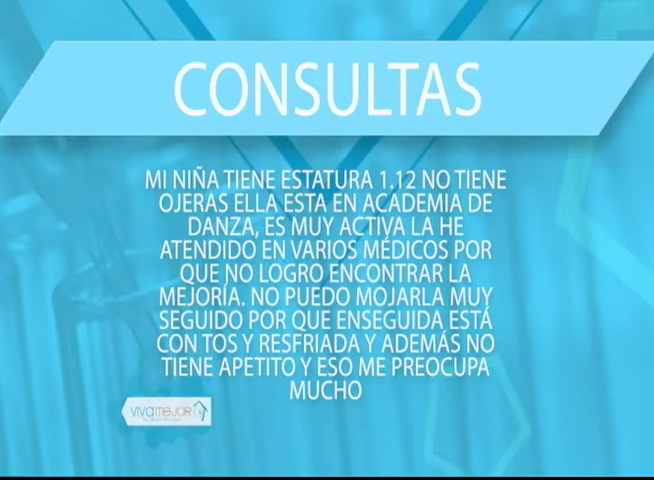 CONSULTAS
MI NIÑA TIENE ESTATURA 1.12 NO TIENE
OJERAS ELLA ESTA EN ACADEMIA DE
DANZA, ES MUY ACTIVA LA HE
ATENDIDO EN VARIOS MÉDICOS POR
QUE NO LOGRO ENCONTRAR LA
MEJORÍA. NO PUEDO MOJARLA MUY
SEGUIDO POR QUE ENSEGUIDA ESTÁ
CON TOS Y RESFRIADA Y ADEMÁS NO
TIENE APETITO Y ESO ME PREOCUPA
MUCHO
vivamejor